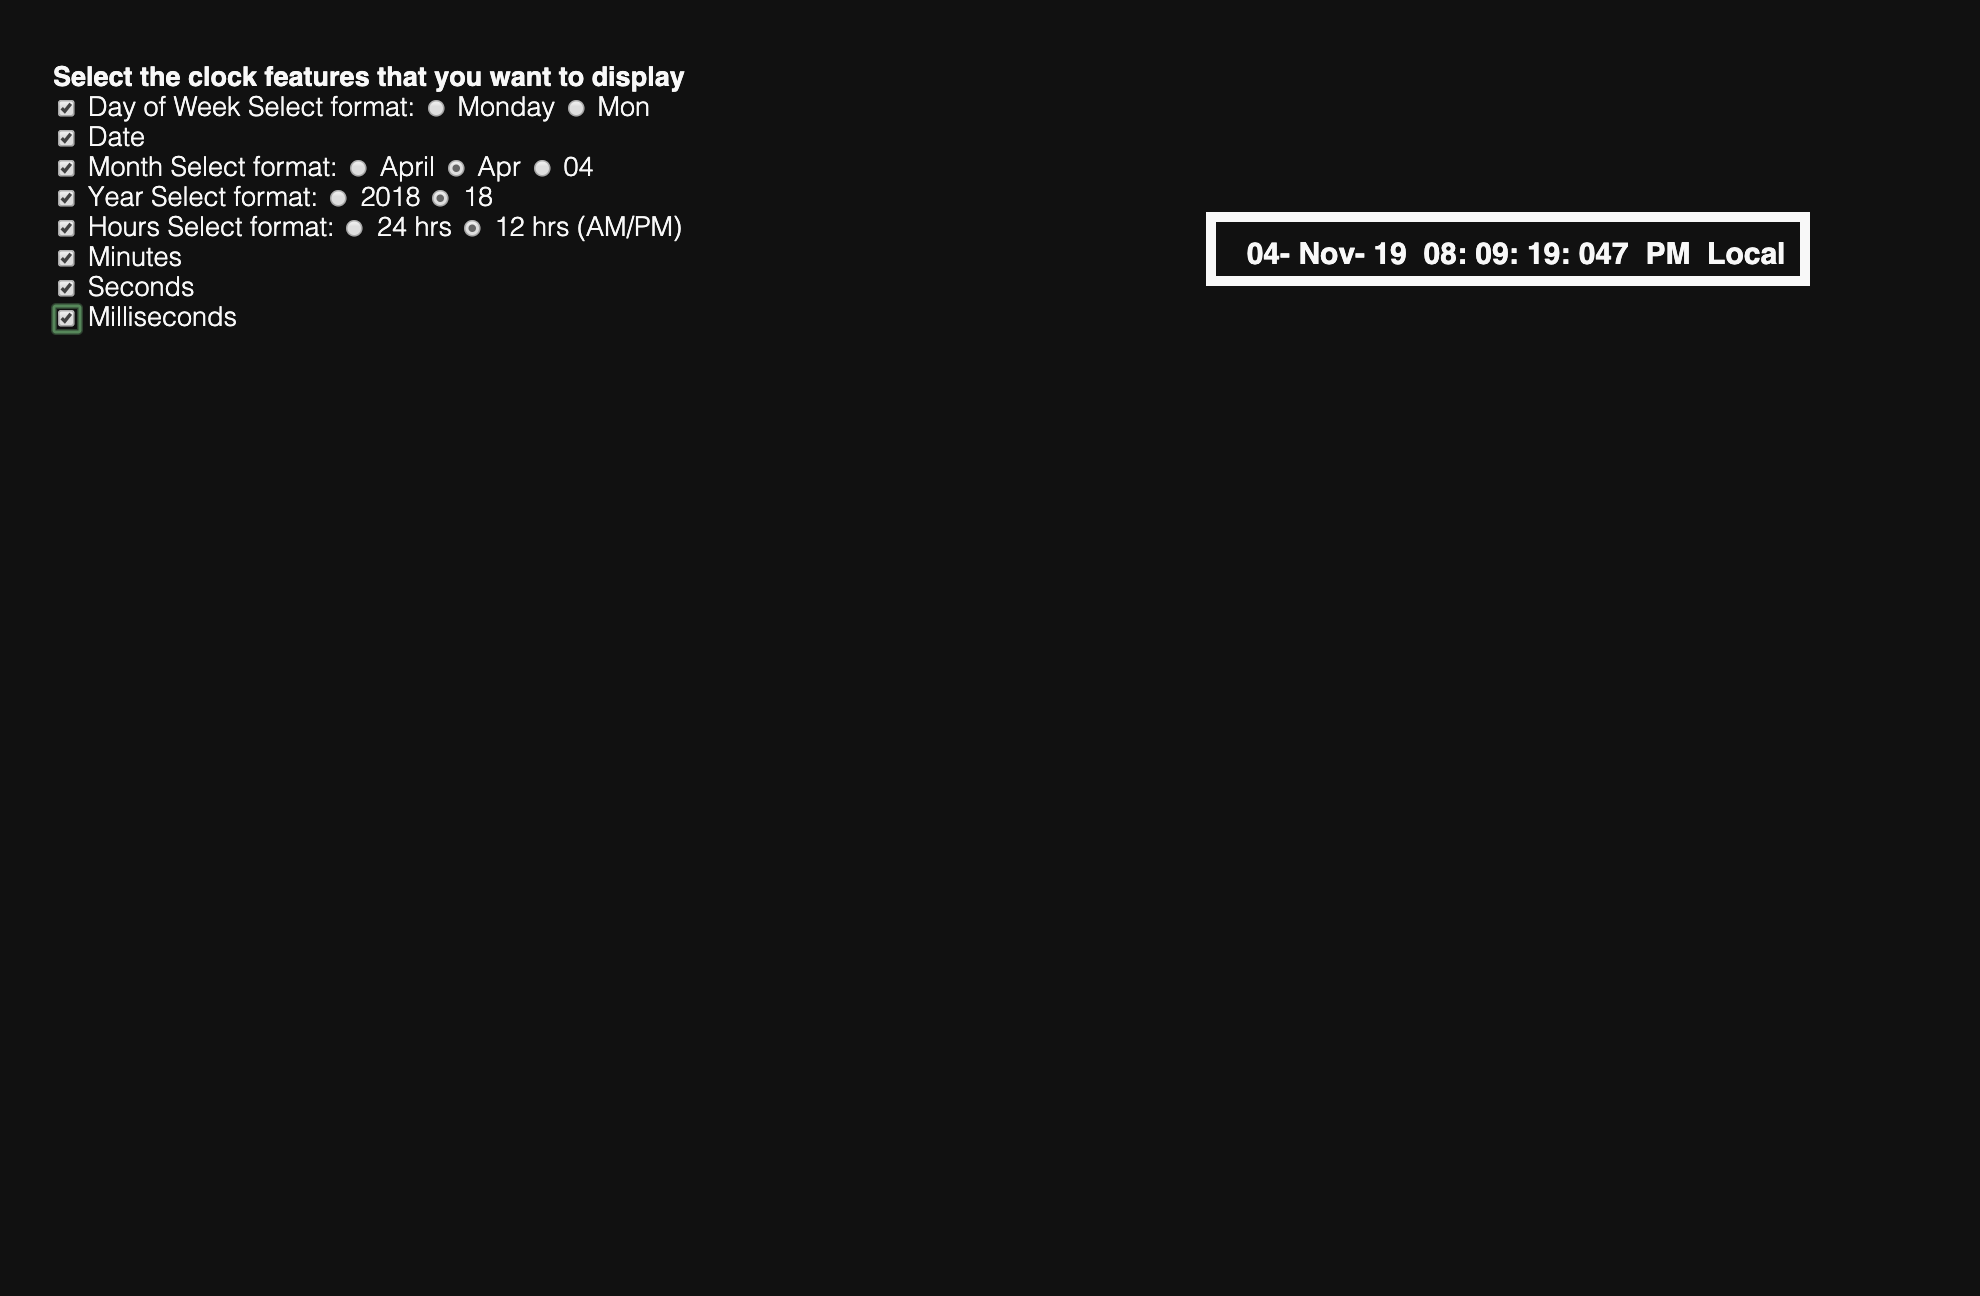 Select the clock features that you want to display
Day of Week Select format: Monday Mon
Date
Month Select format: April Apr 04
Year Select format: 2018 18
Hours Select format: 24 hrs 12 hrs (AM/PM)
Minutes
Seconds
Milliseconds
04- Nov- 19 08: 09: 19: 047 PM Local